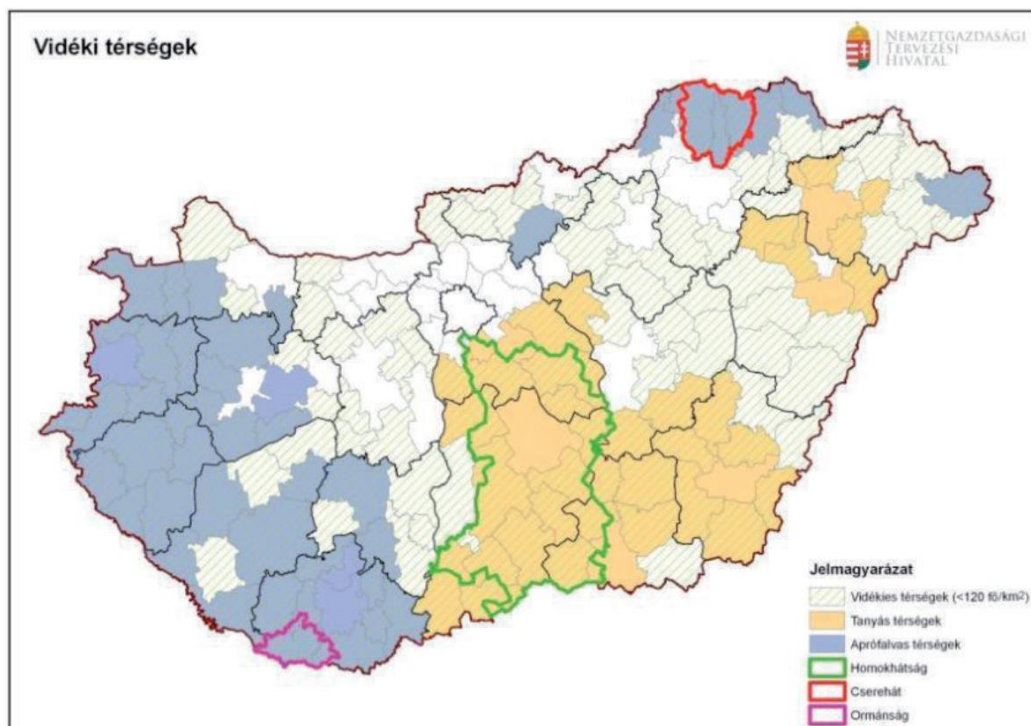 Vidéki térségek
NEMZETGAZDASÁGI
TERVEZÉSI
HIVATAL
Jelmagyarázat
Vidékies térségek (<120 fő/km2)
Tanyás térségek
Aprófalvas térségek
Homokhátság
Cserehát
Ormánság